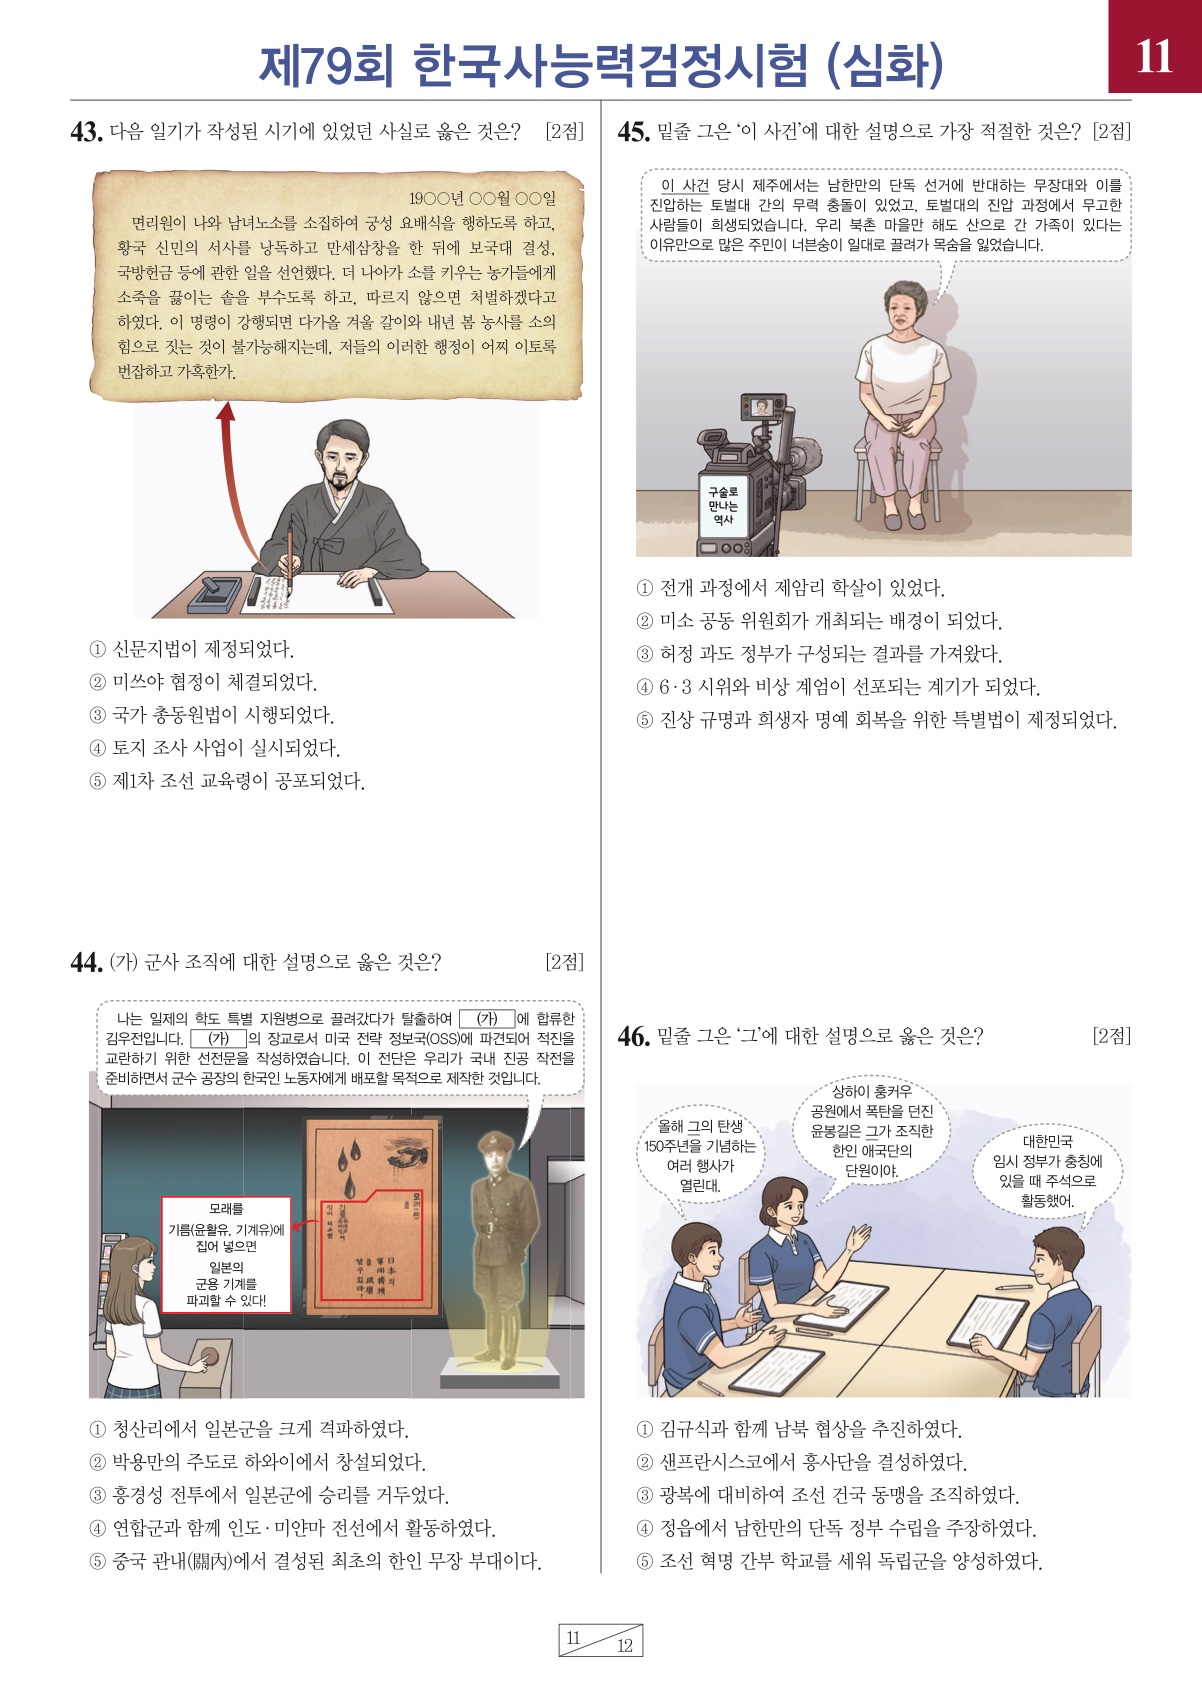 제79회 한국사능력검정시험 (심화)
11
43. 다음 일기가 작성된 시기에 있었던 사실로 옳은 것은? [2점]
19○○년 ○○월 ○○일
면리원이 나와 남녀노소를 소집하여 궁성 요배식을 행하도록 하고,
황국 신민의 서사를 낭독하고 만세삼창을 한 뒤에 보국대 결성,
국방헌금 등에 관한 일을 선언했다. 더 나아가 소를 키우는 농가들에게
소죽을 끓이는 솥을 부수도록 하고, 따르지 않으면 처벌하겠다고
하였다. 이 명령이 강행되면 다가올 겨울 갈이와 내년 봄 농사를 소의
힘으로 짓는 것이 불가능해지는데, 저들의 이러한 행정이 어찌 이토록
번잡하고 가혹한가.
① 신문지법이 제정되었다.
② 미쓰야 협정이 체결되었다.
③ 국가 총동원법이 시행되었다.
④ 토지 조사 사업이 실시되었다.
⑤ 제1차 조선 교육령이 공포되었다.
44. (가) 군사 조직에 대한 설명으로 옳은 것은? [2점]
나는 일제의 학도 특별 지원병으로 끌려갔다가 탈출하여 (가) 에 합류한
김우전입니다. (가) 의 장교로서 미국 전략 정보국(OSS)에 파견되어 적진을
교란하기 위한 선전문을 작성하였습니다. 이 전단은 우리가 국내 진공 작전을
준비하면서 군수 공장의 한국인 노동자에게 배포할 목적으로 제작한 것입니다.
모래를
기름(윤활유, 기계유)에
집어 넣으면
일본의
군용 기계를
파괴할 수 있다!
① 청산리에서 일본군을 크게 격파하였다.
② 박용만의 주도로 하와이에서 창설되었다.
③ 흥경성 전투에서 일본군에 승리를 거두었다.
④ 연합군과 함께 인도·미얀마 전선에서 활동하였다.
⑤ 중국 관내(關內)에서 결성된 최초의 한인 무장 부대이다.
45. 밑줄 그은 ‘이 사건’에 대한 설명으로 가장 적절한 것은? [2점]
이 사건 당시 제주에서는 남한만의 단독 선거에 반대하는 무장대와 이를
진압하는 토벌대 간의 무력 충돌이 있었고, 토벌대의 진압 과정에서 무고한
사람들이 희생되었습니다. 우리 북촌 마을만 해도 산으로 간 가족이 있다는
이유만으로 많은 주민이 너븐숭이 일대로 끌려가 목숨을 잃었습니다.
구술로
만나는
역사
① 전개 과정에서 제암리 학살이 있었다.
② 미소 공동 위원회가 개최되는 배경이 되었다.
③ 허정 과도 정부가 구성되는 결과를 가져왔다.
④ 6·3 시위와 비상 계엄이 선포되는 계기가 되었다.
⑤ 진상 규명과 희생자 명예 회복을 위한 특별법이 제정되었다.
46. 밑줄 그은 ‘그’에 대한 설명으로 옳은 것은? [2점]
올해 그의 탄생
150주년을 기념하는
여러 행사가
열린대.
상하이 훙커우
공원에서 폭탄을 던진
윤봉길은 그가 조직한
한인 애국단의
단원이야.
대한민국
임시 정부가 충칭에
있을 때 주석으로
활동했어.
① 김규식과 함께 남북 협상을 추진하였다.
② 샌프란시스코에서 흥사단을 결성하였다.
③ 광복에 대비하여 조선 건국 동맹을 조직하였다.
④ 정읍에서 남한만의 단독 정부 수립을 주장하였다.
⑤ 조선 혁명 간부 학교를 세워 독립군을 양성하였다.
11
12